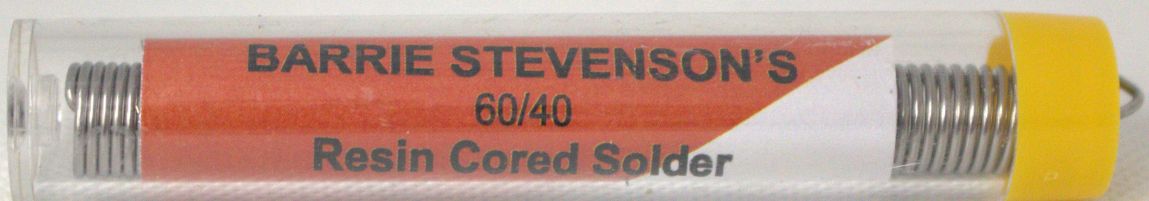 BARRIE STEVENSON'S
60/40
Resin Cored Solder